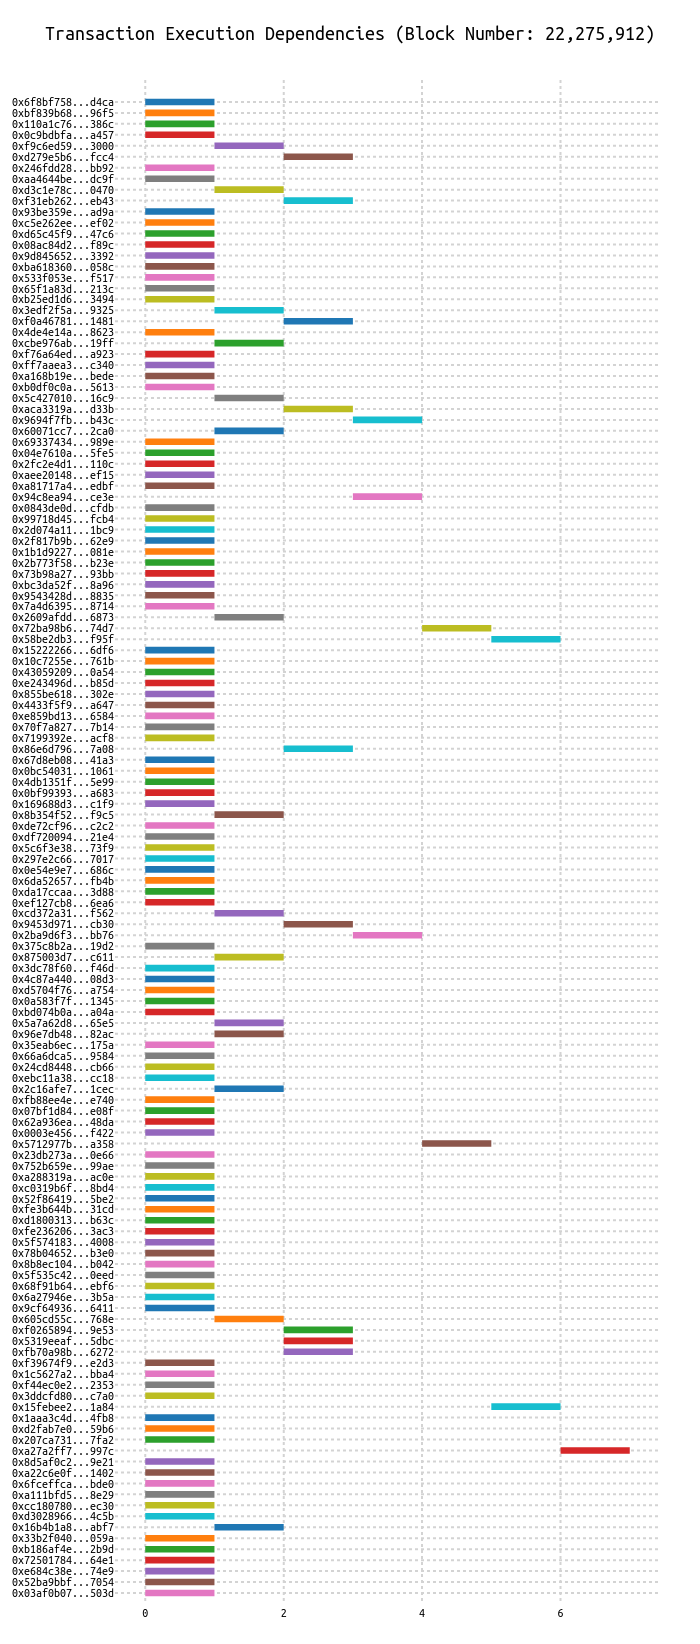 Transaction Execution Dependencies (Block Number: 22,275,912)
0x6f8bf758...d4ca
0xbf839b68...96f5
0x110a1c76...386c
0x0c9bdbfa...a457
0xf9c6ed59...3000
0xd279e5b6...fcc4
0x246fdd28...bb92
0xaa4644be...dc9f
0xd3c1e78c...0470
0xf31eb262...eb43
0x93be359e...ad9a
0xc5e262ee...ef02
0xd65c45f9...47c6
0x08ac84d2...f89c
0x9d845652...3392
0xba618360...058c
0x533f053e...f517
0x65f1a83d...213c
0xb25ed1d6...3494
0x3edf2f5a...9325
0xf0a46781...1481
0x4de4e14a...8623
0xcbe976ab...19ff
0xf76a64ed...a923
0xff7aaea3...c340
0xa168b19e...bede
0xb0df0c0a...5613
0x5c427010...16c9
0xaca3319a...d33b
0x9694f7fb...b43c
0x60071cc7...2ca0
0x69337434...989e
0x04e7610a...5fe5
0x2fc2e4d1...110c
0xaee20148...ef15
0xa81717a4...edbf
0x94c8ea94...ce3e
0x0843de0d...cfdb
0x99718d45...fcb4
0x2d074a11...1bc9
0x2f817b9b...62e9
0x1b1d9227...081e
0x2b773f58...b23e
0x73b98a27...93bb
0xbc3da52f...8a96
0x9543428d...8835
0x7a4d6395...8714
0x2609afdd...6873
0x72ba98b6...74d7
0x58be2db3...f95f
0x15222266...6df6
0x10c7255e...761b
0x43059209...0a54
0xe243496d...b85d
0x855be618...302e
0x4433f5f9...a647
0xe859bd13...6584
0x70f7a827...7b14
0x7199392e...acf8
0x86e6d796...7a08
0x67d8eb08...41a3
0x0bc54031...1061
0x4db1351f...5e99
0x0bf99393...a683
0x169688d3...c1f9
0x8b354f52...f9c5
0xde72cf96...c2c2
0xdf720094...21e4
0x5c6f3e38...73f9
0x297e2c66...7017
0x0e54e9e7...686c
0x6da52657...fb4b
0xda17ccaa...3d88
0xef127cb8...6ea6
0xcd372a31...f562
0x9453d971...cb30
0x2ba9d6f3...bb76
0x375c8b2a...19d2
0x875003d7...c611
0x3dc78f60...f46d
0x4c87a440...08d3
0xd5704f76...a754
0x0a583f7f...1345
0xbd074b0a...a04a
0x5a7a62d8...65e5
0x96e7db48...82ac
0x35eab6ec...175a
0x66a6dca5...9584
0x24cd8448...cb66
0xebc11a38...cc18
0x2c16afe7...1cec
0xfb88ee4e...e740
0x07bf1d84...e08f
0x62a936ea...48da
0x0003e456...f422
0x5712977b...a358
0x23db273a...0e66
0x752b659e...99ae
0xa288319a...ac0e
0xc0319b6f...8bd4
0x52f86419...5be2
0xfe3b644b...31cd
0xd1800313...b63c
0xfe236206...3ac3
0x5f574183...4008
0x78b04652...b3e0
0x8b8ec104...b042
0x5f535c42...0eed
0x68f91b64...ebf6
0x6a27946e...3b5a
0x9cf64936...6411
0x605cd55c...768e
0xf0265894...9e53
0x5319eeaf...5dbc
0xfb70a98b...6272
0xf39674f9...e2d3
0x1c5627a2...bba4
0xf44ec0e2...2353
0x3ddcfd80...c7a0
0x15febee2...1a84
0x1aaa3c4d...4fb8
0xd2fab7e0...59b6
0x207ca731...7fa2
0xa27a2ff7...997c
0x8d5af0c2...9e21
0xa22c6e0f...1402
0x6fceffca...bde0
0xa111bfd5...8e29
0xcc180780...ec30
0xd3028966...4c5b
0x16b4b1a8...abf7
0x33b2f040...059a
0xb186af4e...2b9d
0x72501784...64e1
0xe684c38e...74e9
0x52ba9bbf...7054
0x03af0b07...503d
0 2 4 6